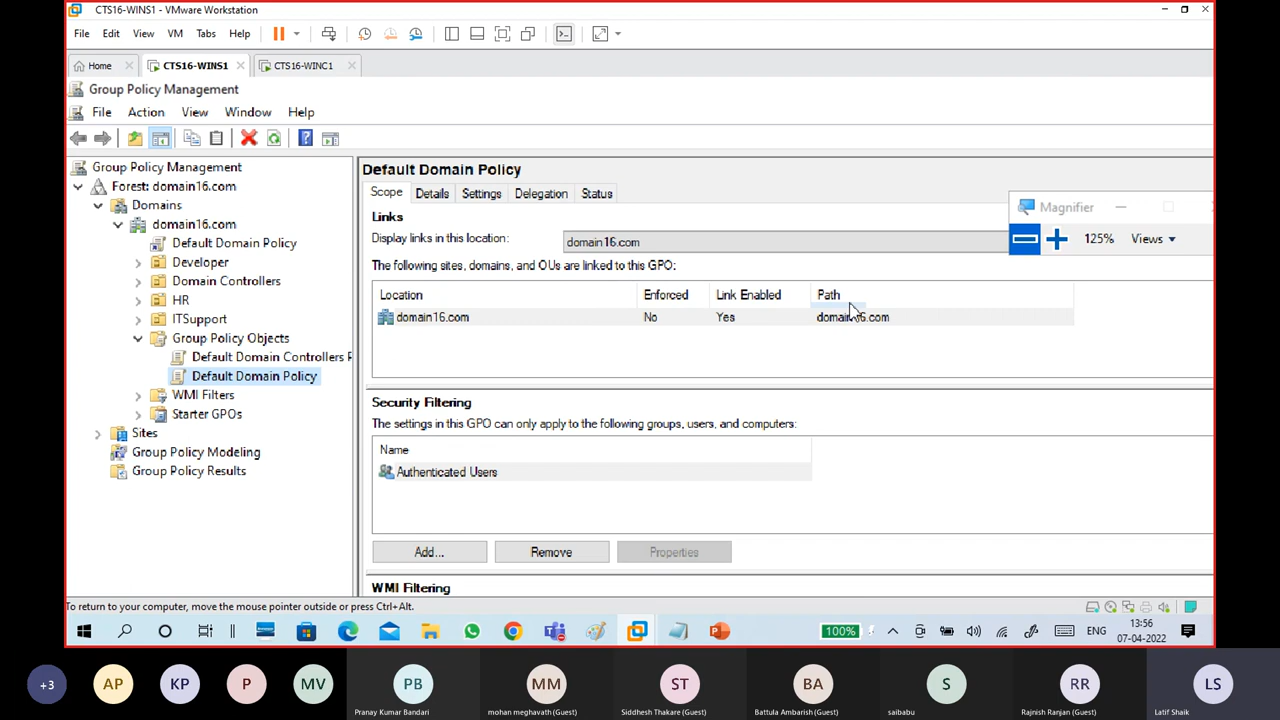 CTS16-WINS1 - VMware Workstation
File Edit View VM Tabs Help
Home CTS16-WINS1 CTS16-WINC1
Group Policy Management
File Action View Window Help
Group Policy Management
Forest: domain16.com
Domains
domain16.com
Default Domain Policy
Developer
Domain Controllers
HR
ITSupport
Group Policy Objects
Default Domain Controllers P
Default Domain Policy
WMI Filters
Starter GPOs
Sites
Group Policy Modeling
Group Policy Results
Default Domain Policy
Scope Details Settings Delegation Status
Links
Display links in this location: domain16.com
The following sites, domains, and OUs are linked to this GPO:
Location Enforced Link Enabled Path
domain16.com No Yes domain16.com
Security Filtering
The settings in this GPO can only apply to the following groups, users, and computers:
Name
Authenticated Users
Add... Remove Properties
WMI Filtering
Magnifier
125% Views
To return to your computer, move the mouse pointer outside or press Ctrl+Alt.
100% ENG 13:56
07-04-2022
+3 AP KP P MV PB MM ST BA S RR LS
Pranay Kumar Bandari mohan meghavath (Guest) Siddhesh Thakare (Guest) Battula Ambarish (Guest) saibabu Rajnish Ranjan (Guest) Latif Shaik